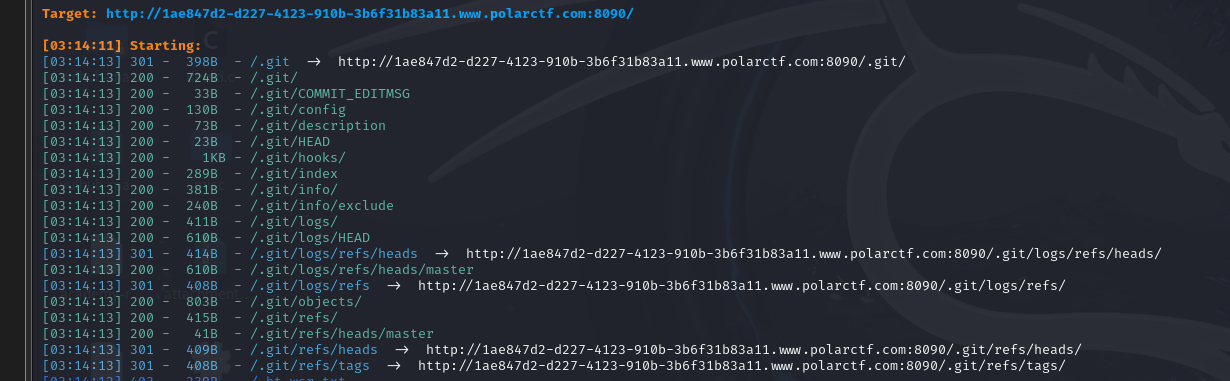 Target: http://1ae847d2-d227-4123-910b-3b6f31b83a11.www.polarctf.com:8090/
[03:14:11] Starting:
[03:14:13] 301 -  398B  - /.git  ->  http://1ae847d2-d227-4123-910b-3b6f31b83a11.www.polarctf.com:8090/.git/
[03:14:13] 200 -  724B  - /.git/
[03:14:13] 200 -   33B  - /.git/COMMIT_EDITMSG
[03:14:13] 200 -  130B  - /.git/config
[03:14:13] 200 -   73B  - /.git/description
[03:14:13] 200 -   23B  - /.git/HEAD
[03:14:13] 200 -    1KB - /.git/hooks/
[03:14:13] 200 -  289B  - /.git/index
[03:14:13] 200 -  381B  - /.git/info/
[03:14:13] 200 -  240B  - /.git/info/exclude
[03:14:13] 200 -  411B  - /.git/logs/
[03:14:13] 200 -  610B  - /.git/logs/HEAD
[03:14:13] 301 -  414B  - /.git/logs/refs/heads  ->  http://1ae847d2-d227-4123-910b-3b6f31b83a11.www.polarctf.com:8090/.git/logs/refs/heads/
[03:14:13] 200 -  610B  - /.git/logs/refs/heads/master
[03:14:13] 301 -  408B  - /.git/logs/refs  ->  http://1ae847d2-d227-4123-910b-3b6f31b83a11.www.polarctf.com:8090/.git/logs/refs/
[03:14:13] 200 -  803B  - /.git/objects/
[03:14:13] 200 -  415B  - /.git/refs/
[03:14:13] 200 -   41B  - /.git/refs/heads/master
[03:14:13] 301 -  409B  - /.git/refs/heads  ->  http://1ae847d2-d227-4123-910b-3b6f31b83a11.www.polarctf.com:8090/.git/refs/heads/
[03:14:13] 301 -  408B  - /.git/refs/tags  ->  http://1ae847d2-d227-4123-910b-3b6f31b83a11.www.polarctf.com:8090/.git/refs/tags/